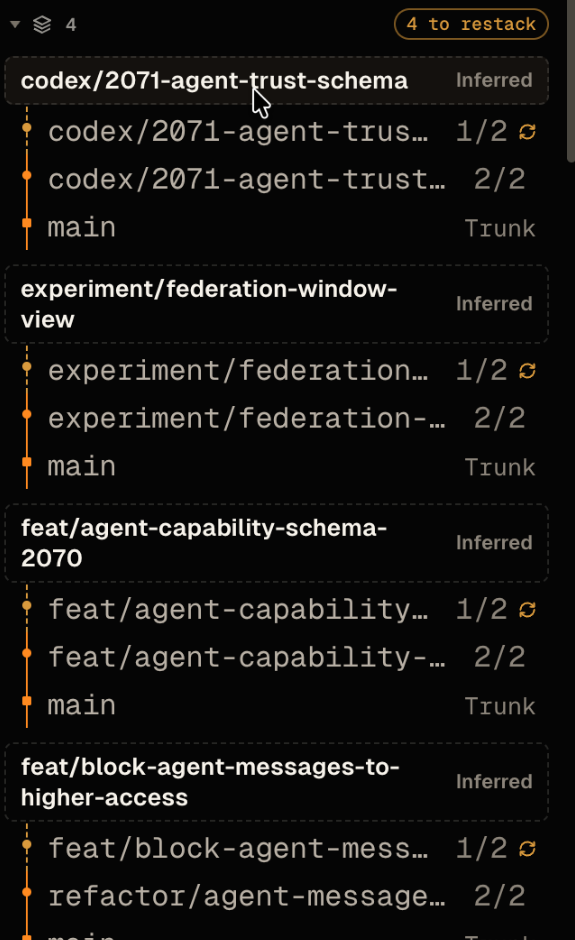 4
4 to restack
codex/2071-agent-trust-schema
Inferred
codex/2071-agent-trus… 1/2
codex/2071-agent-trust… 2/2
main Trunk
experiment/federation-window-
view
Inferred
experiment/federation… 1/2
experiment/federation-… 2/2
main Trunk
feat/agent-capability-schema-
2070
Inferred
feat/agent-capability… 1/2
feat/agent-capability-… 2/2
main Trunk
feat/block-agent-messages-to-
higher-access
Inferred
feat/block-agent-mess… 1/2
refactor/agent-message… 2/2